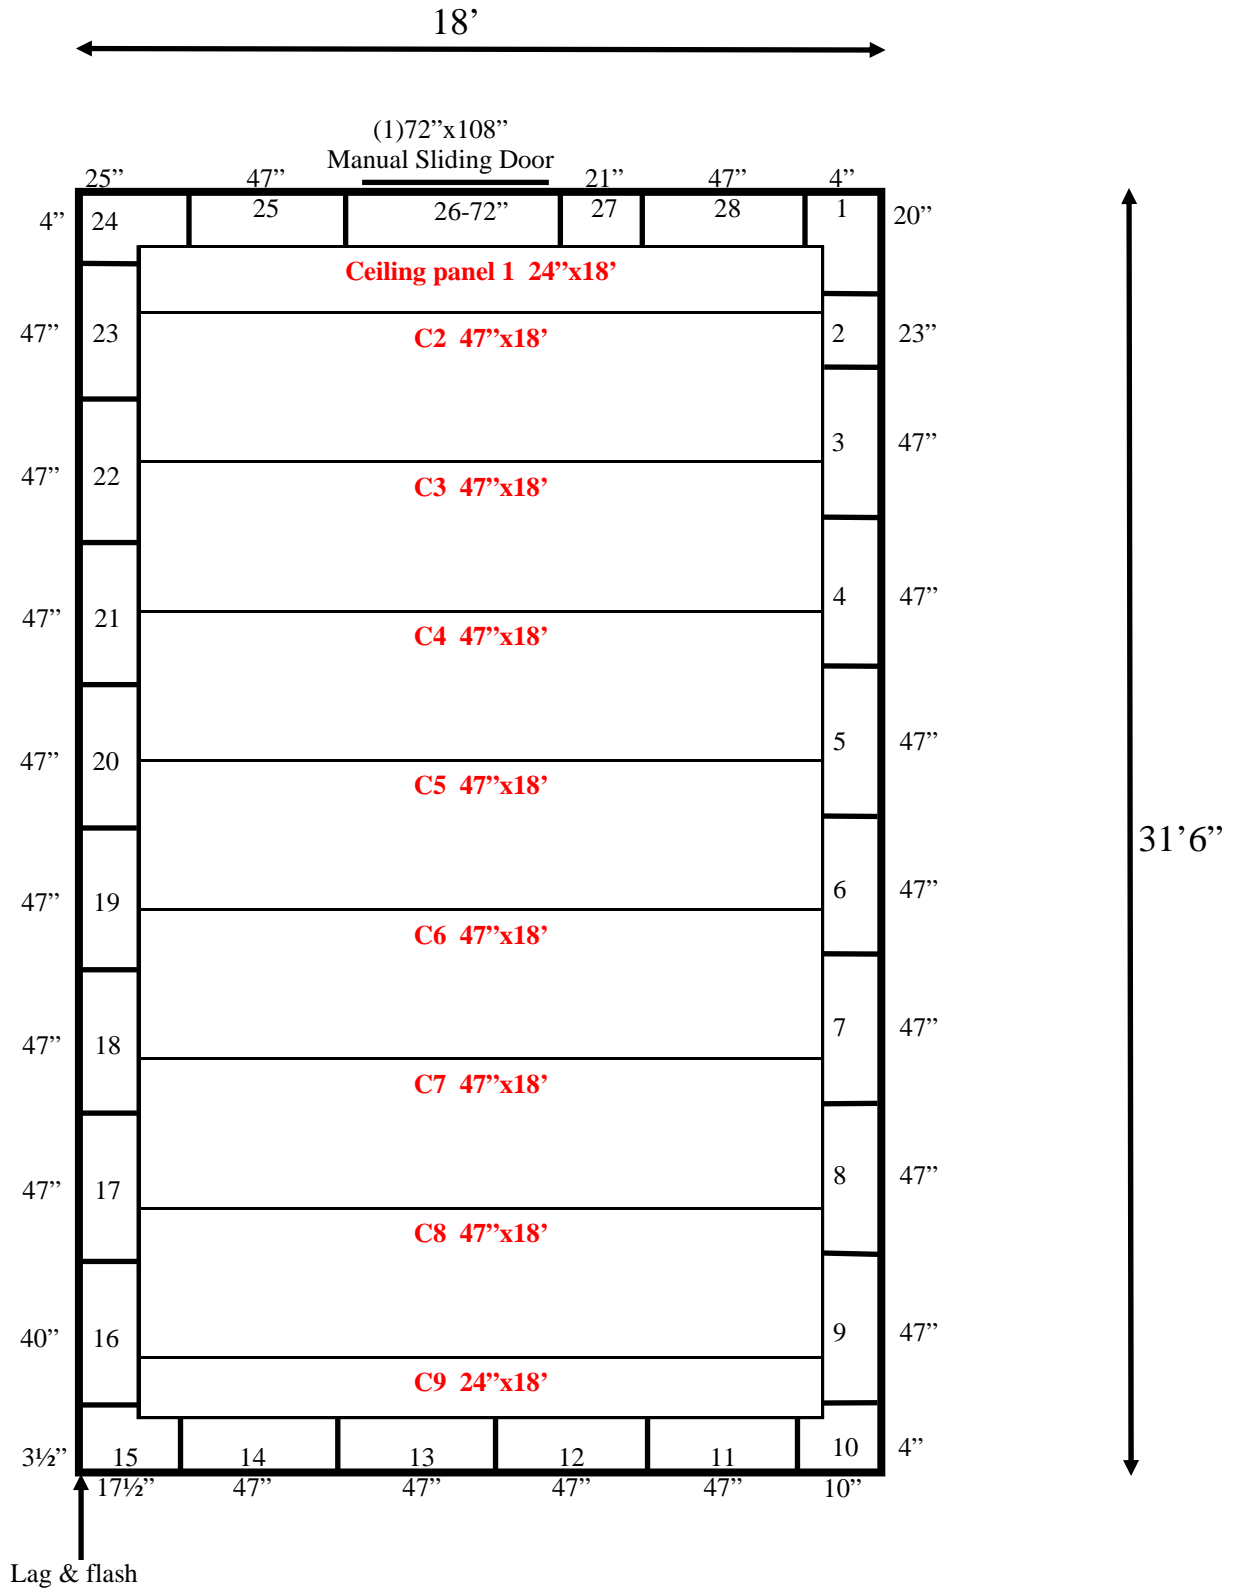 18’
(1)72”x108”
Manual Sliding Door
25” 47” 21” 47” 4”
4” 24 25 26-72” 27 28 1 20”
Ceiling panel 1 24”x18’
47” 23 C2 47”x18’ 2 23”
3 47”
47” 22 C3 47”x18’
4 47”
47” 21 C4 47”x18’
5 47”
47” 20 C5 47”x18’
31’6”
6 47”
47” 19 C6 47”x18’
7 47”
47” 18 C7 47”x18’
8 47”
47” 17 C8 47”x18’
40” 16 9 47”
C9 24”x18’
3½” 15 14 13 12 11 10 4”
17½” 47” 47” 47” 47” 10”
Lag & flash